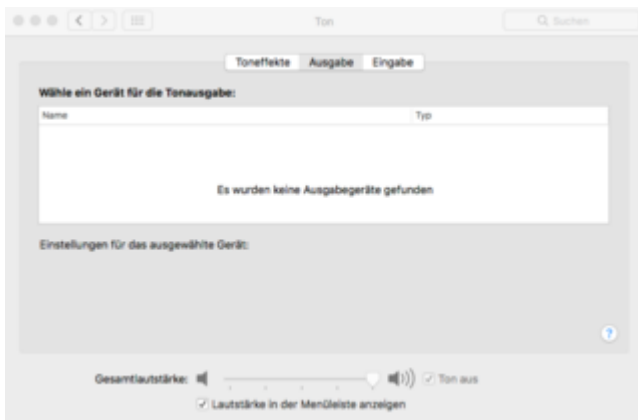 Ton
Suchen
Toneffekte Ausgabe Eingabe
Wähle ein Gerät für die Tonausgabe:
Name Typ
Es wurden keine Ausgabegeräte gefunden
Einstellungen für das ausgewählte Gerät:
?
Gesamtlautstärke: Ton aus
Lautstärke in der Menüleiste anzeigen